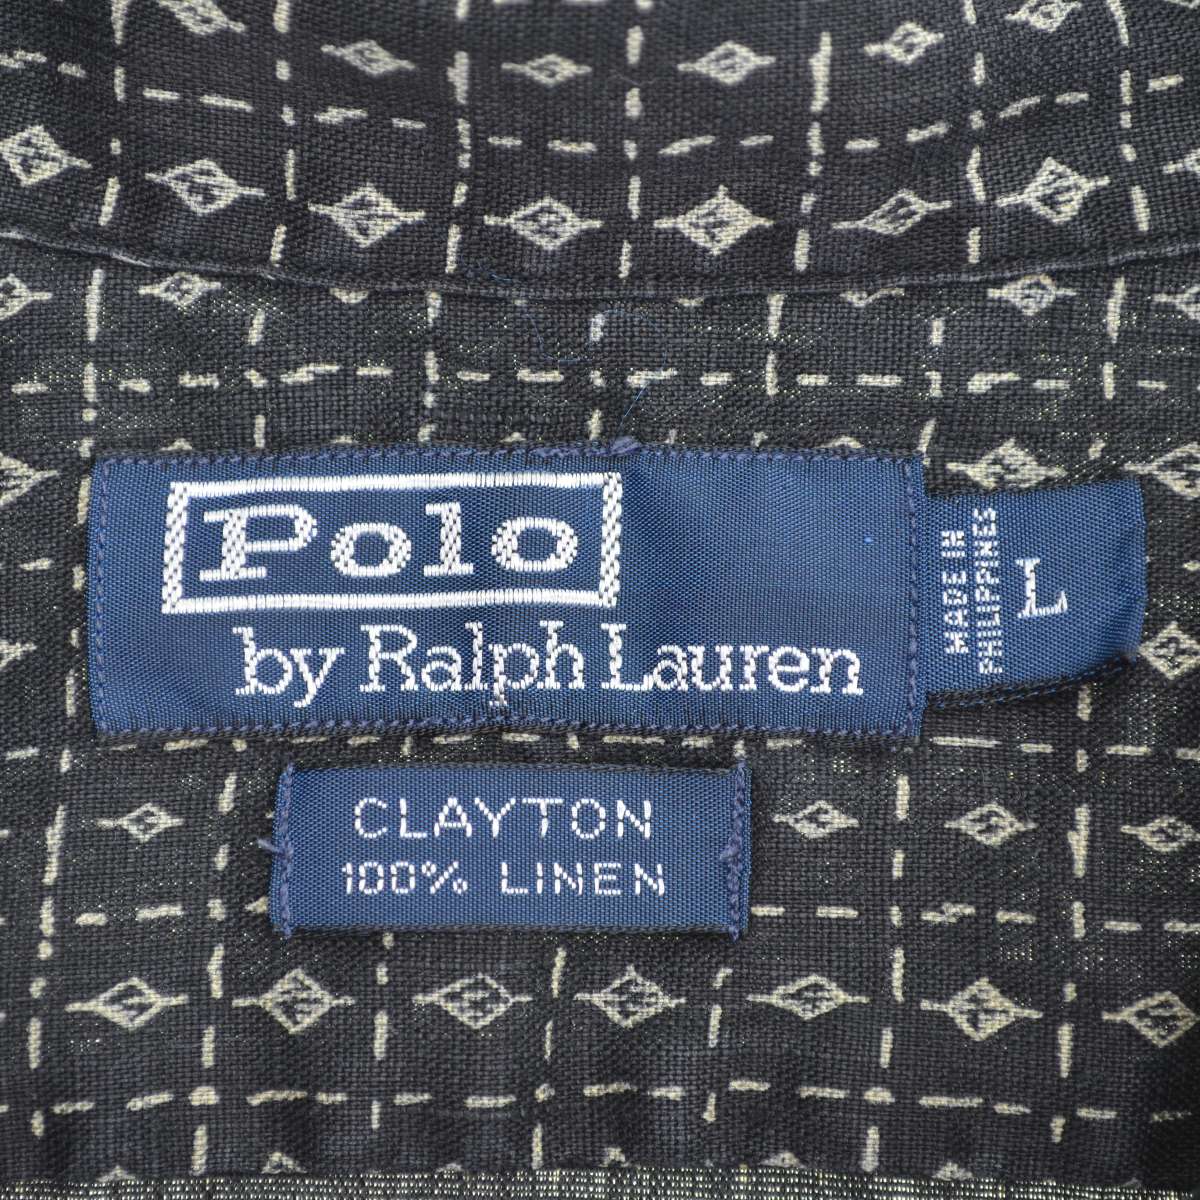 Polo
by Ralph Lauren
MADE IN
PHILIPPINES
L
CLAYTON
100% LINEN